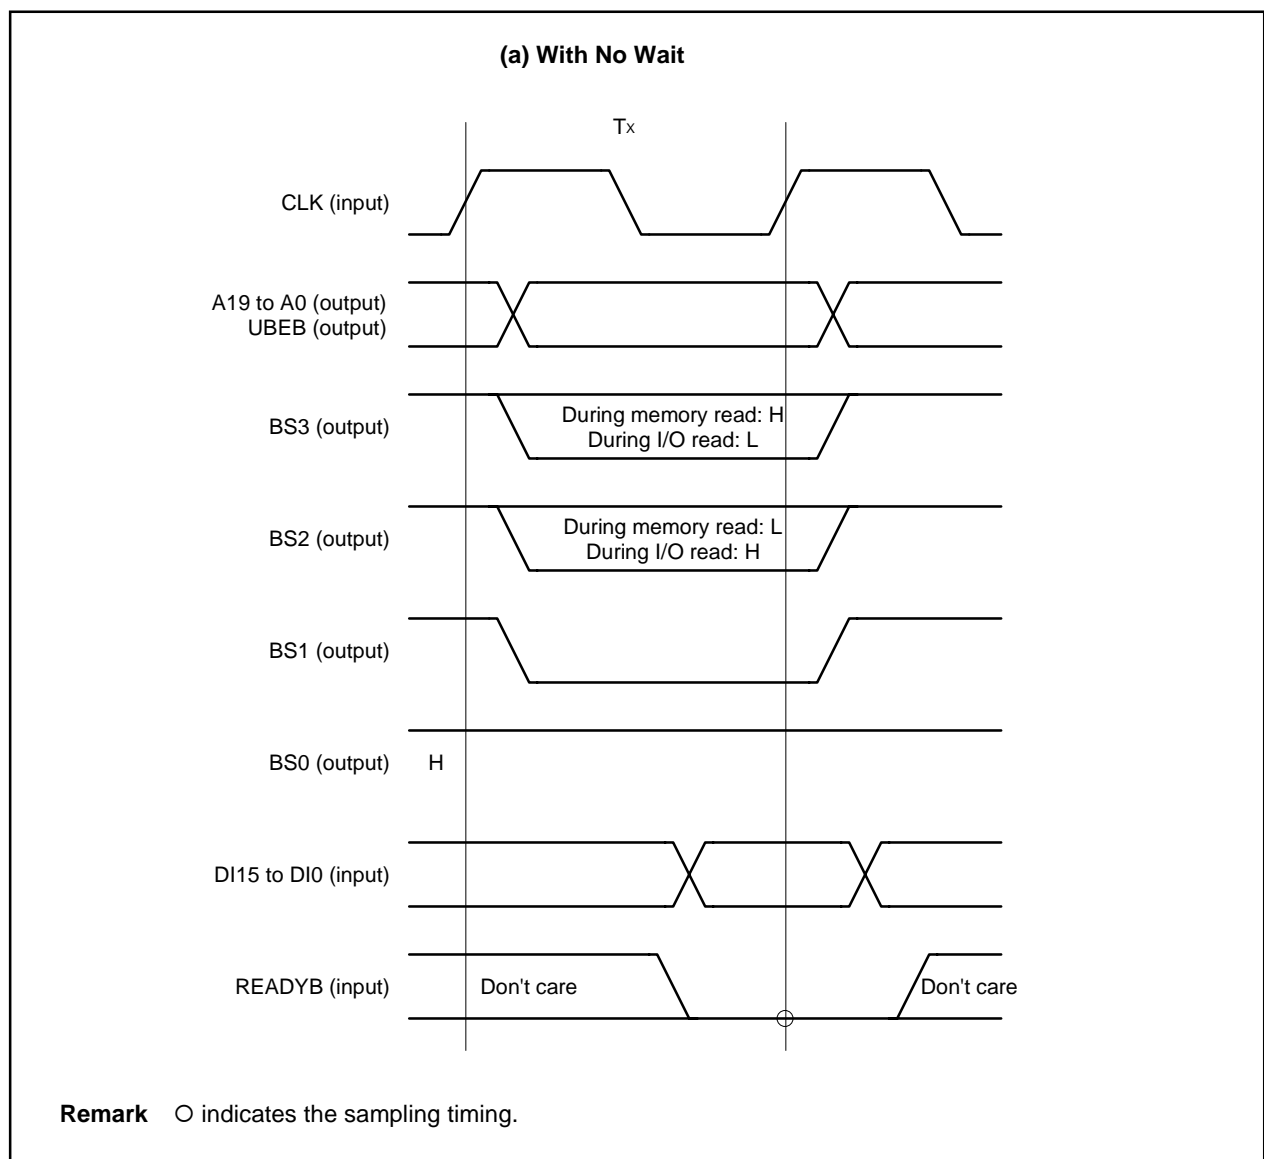 (a) With No Wait
Tx
CLK (input)
A19 to A0 (output)
UBEB (output)
BS3 (output)
During memory read: H
During I/O read: L
BS2 (output)
During memory read: L
During I/O read: H
BS1 (output)
BS0 (output) H
DI15 to DI0 (input)
READYB (input) Don't care Don't care
Remark O indicates the sampling timing.